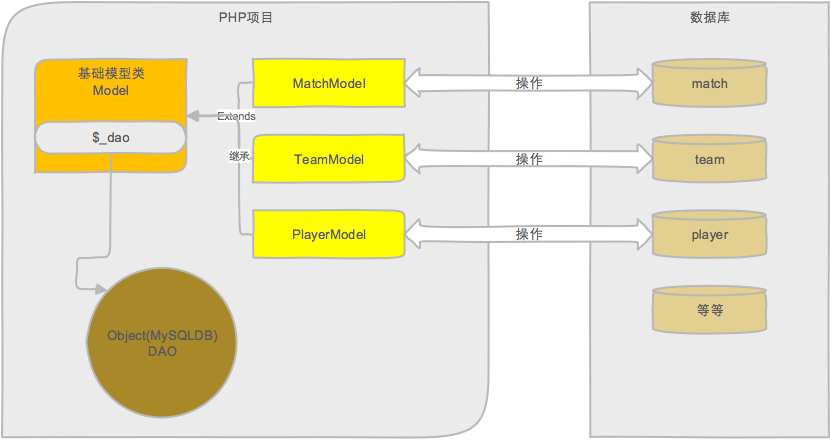 PHP项目
数据库
基础模型类
Model
$_dao
MatchModel
操作
match
Extends
继承
TeamModel
操作
team
PlayerModel
操作
player
等等
Object(MySQLDB)
DAO